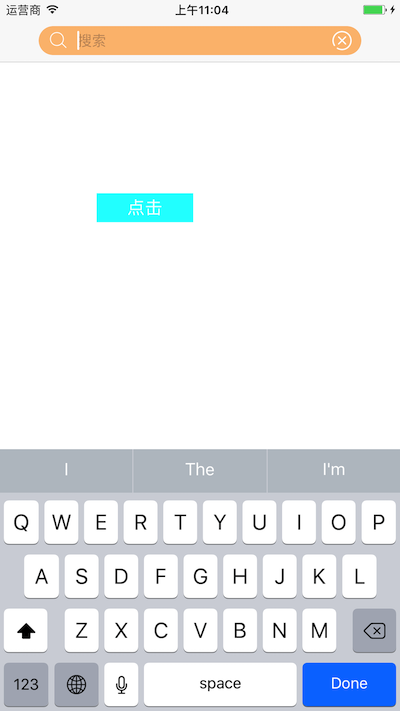 运营商 上午11:04
搜索
点击
I The I'm
Q W E R T Y U I O P
A S D F G H J K L
Z X C V B N M
123 space Done